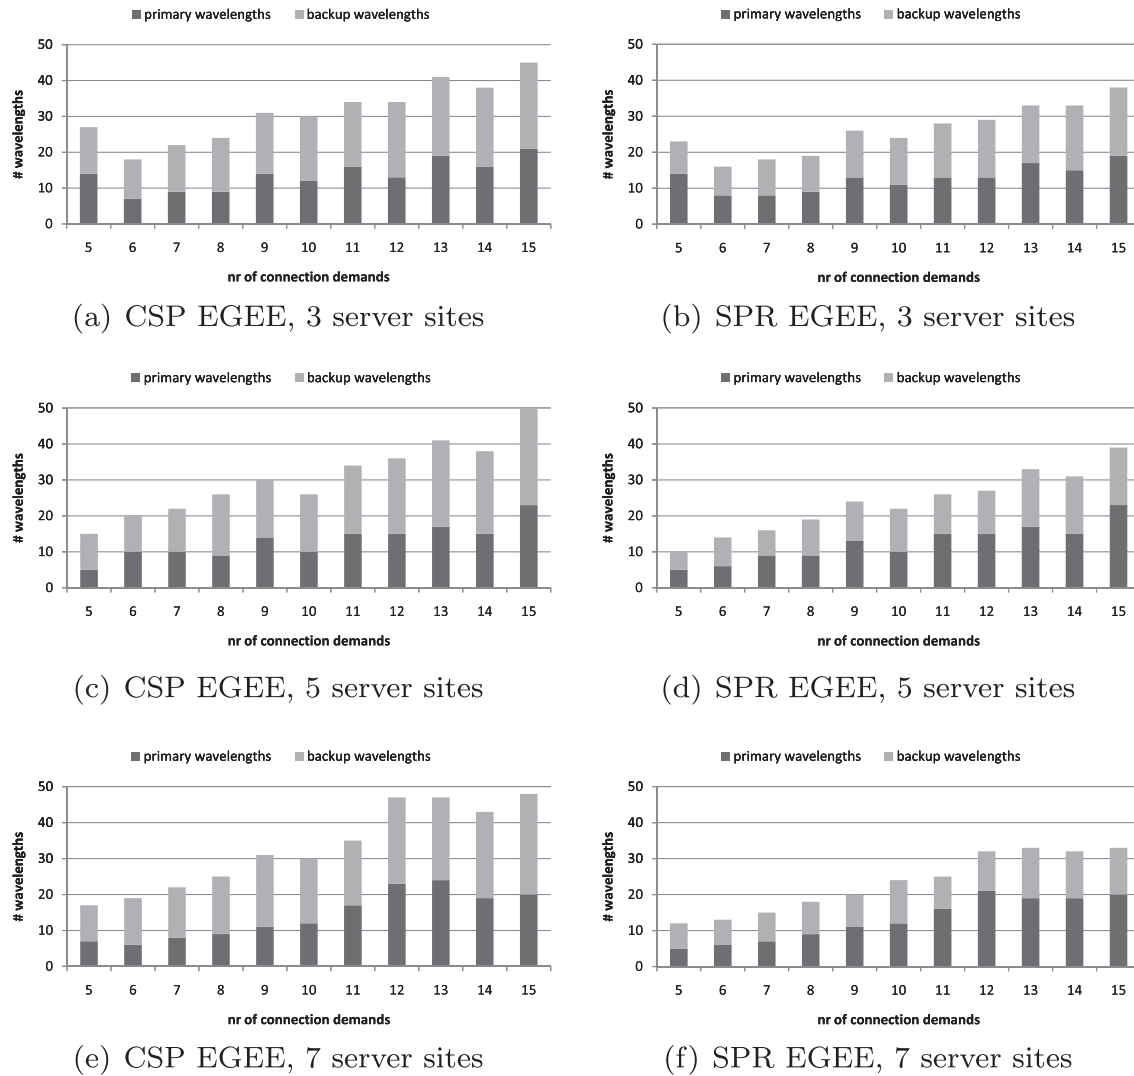 primary wavelengths backup wavelengths
50
40
30
20
10
0
# wavelengths
5 6 7 8 9 10 11 12 13 14 15
nr of connection demands
(a) CSP EGEE, 3 server sites
primary wavelengths backup wavelengths
50
40
30
20
10
0
# wavelengths
5 6 7 8 9 10 11 12 13 14 15
nr of connection demands
(b) SPR EGEE, 3 server sites
primary wavelengths backup wavelengths
50
40
30
20
10
0
# wavelengths
5 6 7 8 9 10 11 12 13 14 15
nr of connection demands
(c) CSP EGEE, 5 server sites
primary wavelengths backup wavelengths
50
40
30
20
10
0
# wavelengths
5 6 7 8 9 10 11 12 13 14 15
nr of connection demands
(d) SPR EGEE, 5 server sites
primary wavelengths backup wavelengths
50
40
30
20
10
0
# wavelengths
5 6 7 8 9 10 11 12 13 14 15
nr of connection demands
(e) CSP EGEE, 7 server sites
primary wavelengths backup wavelengths
50
40
30
20
10
0
# wavelengths
5 6 7 8 9 10 11 12 13 14 15
nr of connection demands
(f) SPR EGEE, 7 server sites